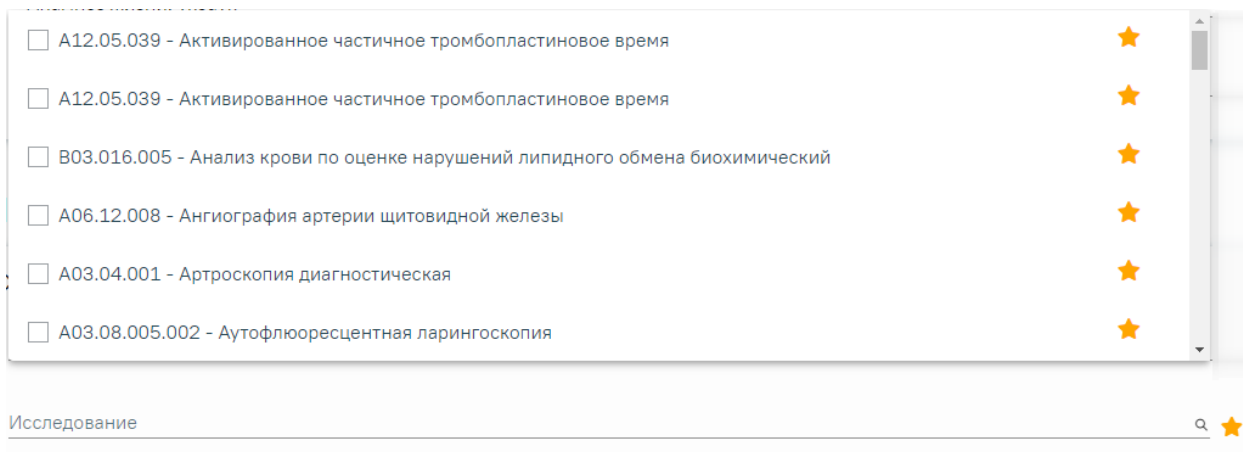 A12.05.039 - Активированное частичное тромбопластиновое время
A12.05.039 - Активированное частичное тромбопластиновое время
B03.016.005 - Анализ крови по оценке нарушений липидного обмена биохимический
A06.12.008 - Ангиография артерии щитовидной железы
A03.04.001 - Артроскопия диагностическая
A03.08.005.002 - Аутофлюоресцентная ларингоскопия
Исследование